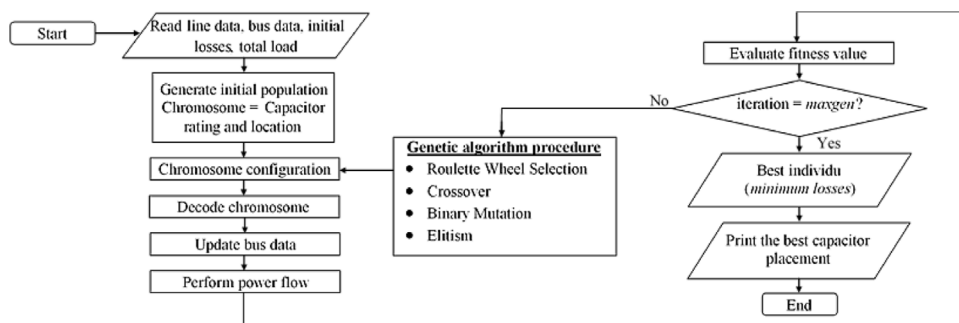 Start
Read line data, bus data, initial
losses, total load
Generate initial population
Chromosome = Capacitor
rating and location
Chromosome configuration
Decode chromosome
Update bus data
Perform power flow
Genetic algorithm procedure
● Roulette Wheel Selection
● Crossover
● Binary Mutation
● Elitism
Evaluate fitness value
No
iteration = maxgen?
Yes
Best individu
(minimum losses)
Print the best capacitor
placement
End